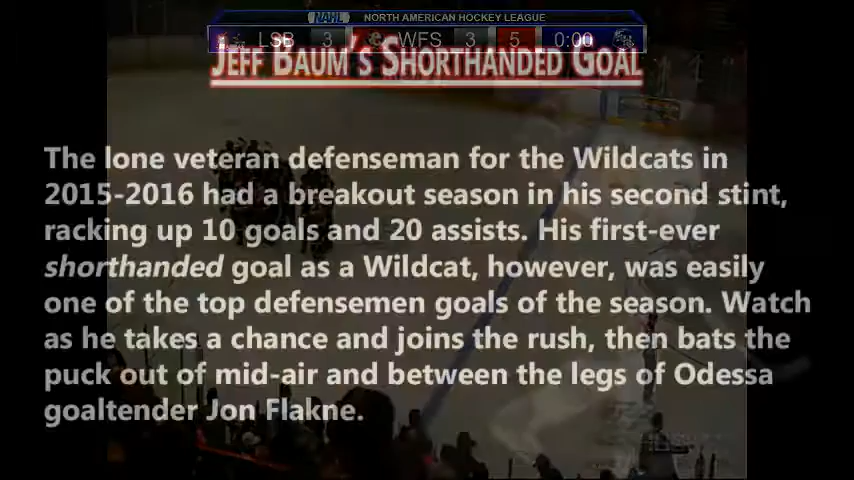 NAHL NORTH AMERICAN HOCKEY LEAGUE
LSB 3 WFS 3 5 0:00
JEFF BAUM'S SHORTHANDED GOAL
The lone veteran defenseman for the Wildcats in
2015-2016 had a breakout season in his second stint,
racking up 10 goals and 20 assists. His first-ever
shorthanded goal as a Wildcat, however, was easily
one of the top defensemen goals of the season. Watch
as he takes a chance and joins the rush, then bats the
puck out of mid-air and between the legs of Odessa
goaltender Jon Flakne.